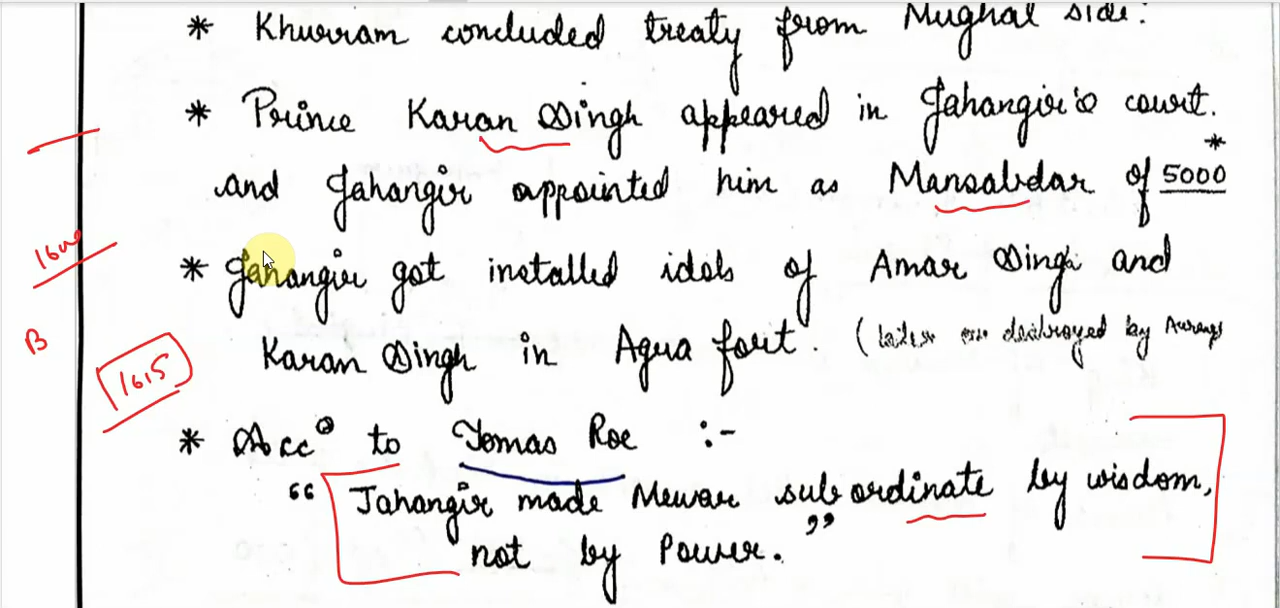 * Khurram concluded treaty from Mughal side.
* Prince Karan Singh appeared in Jahangir's court.
and Jahangir appointed him as Mansabdar of 5000 *
* Jahangir got installed idols of Amar Singh and
Karan Singh in Agra fort. (later on destroyed by Aurang
1615
B
* Acc° to Tomas Roe :-
“ Jahangir made Mewar subordinate by wisdom,
not by Power. ”